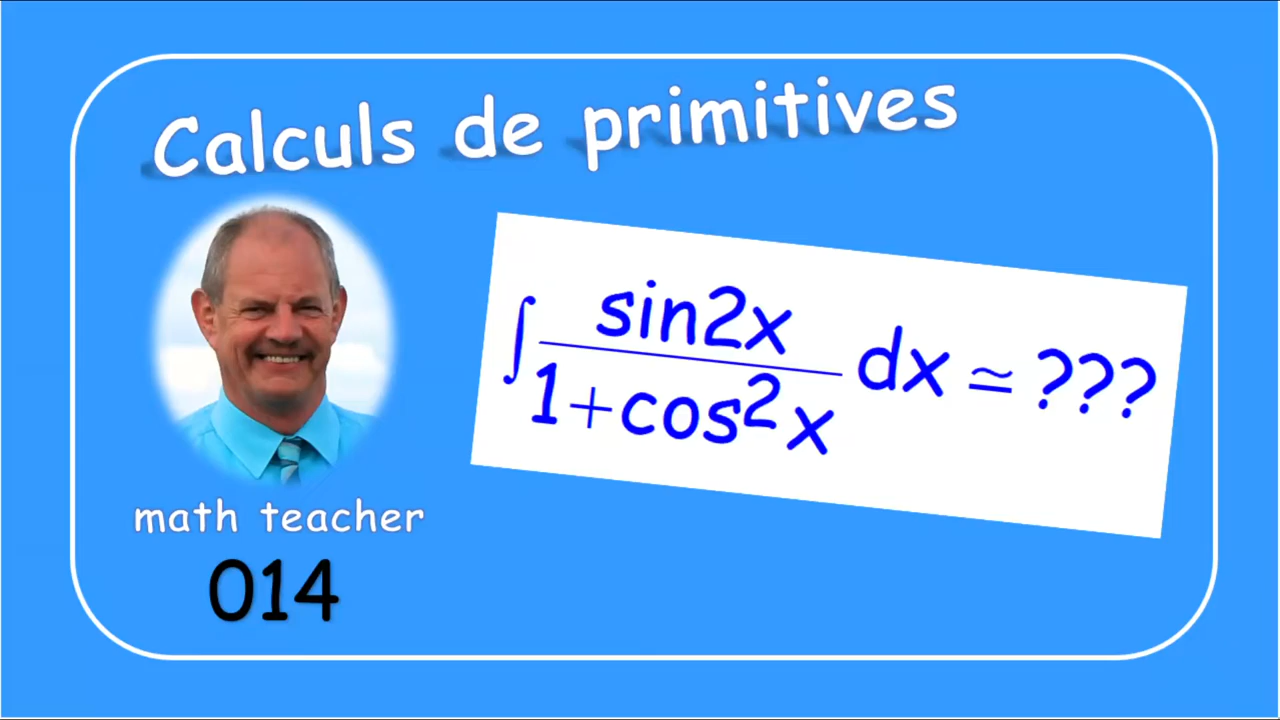 Calculs de primitives
∫ sin2x / 1+cos²x dx ≃ ???
math teacher
014